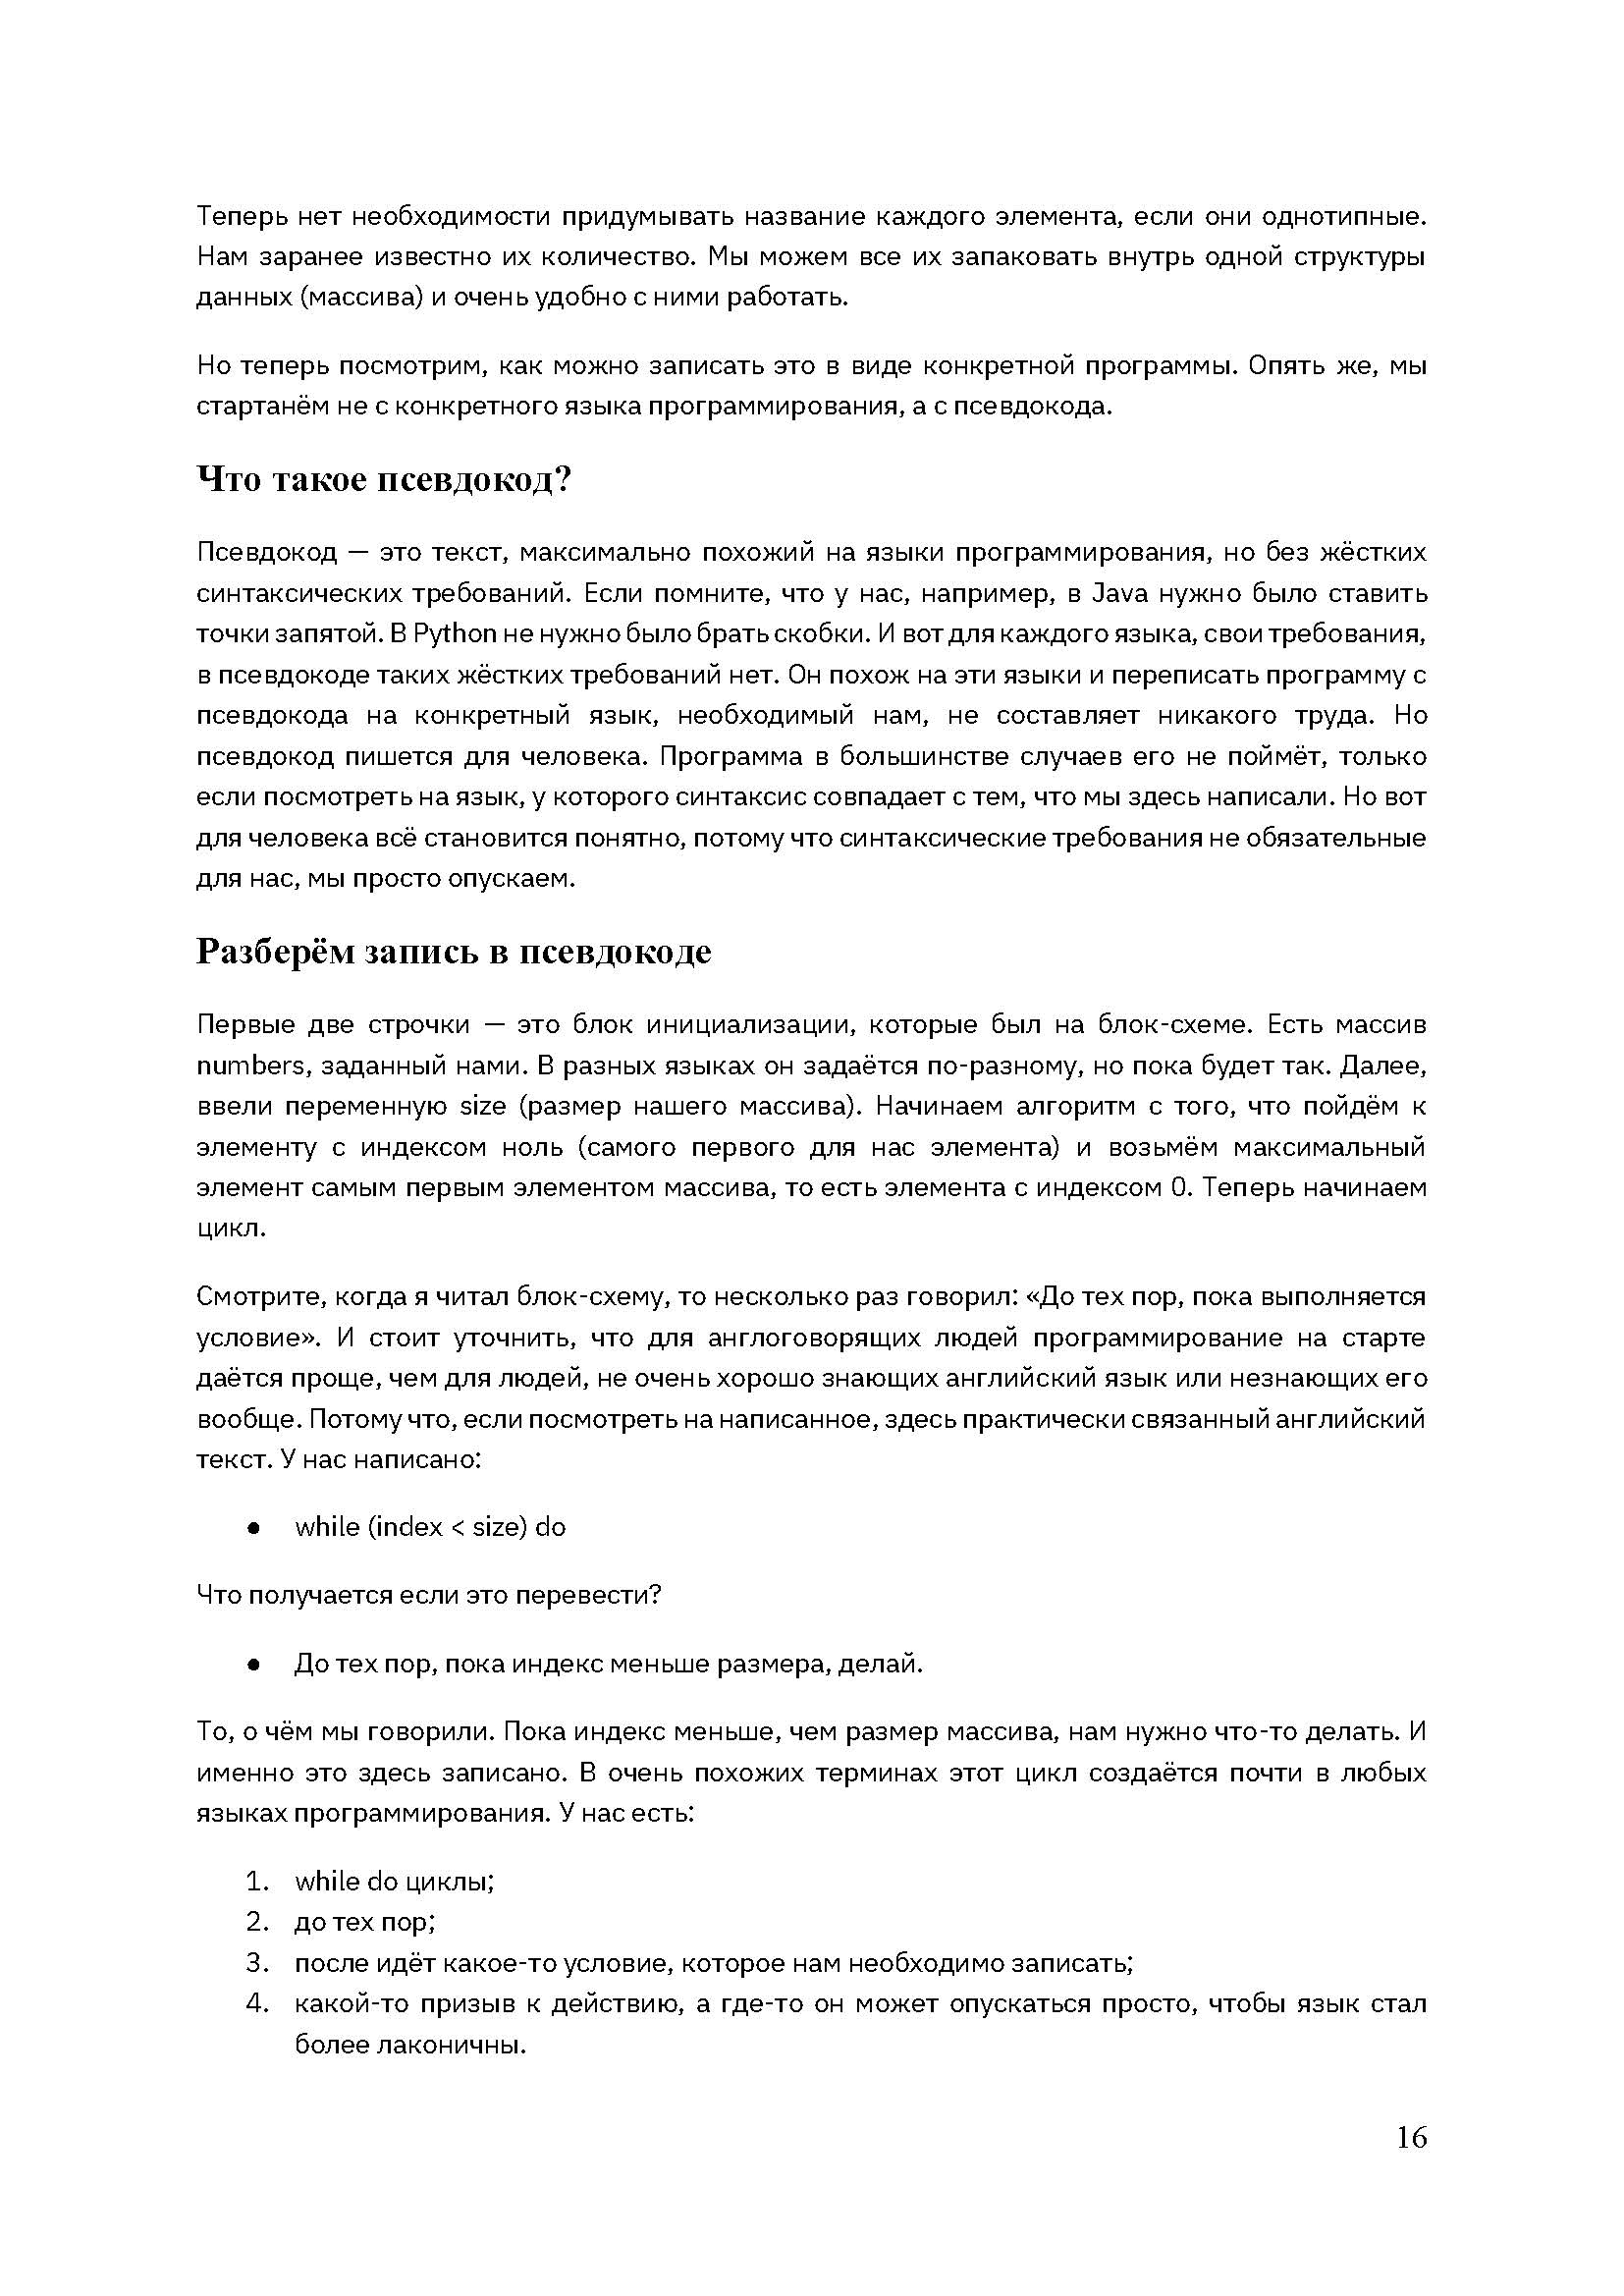 Теперь нет необходимости придумывать название каждого элемента, если они однотипные.
Нам заранее известно их количество. Мы можем все их запаковать внутрь одной структуры
данных (массива) и очень удобно с ними работать.
Но теперь посмотрим, как можно записать это в виде конкретной программы. Опять же, мы
стартанём не с конкретного языка программирования, а с псевдокода.
Что такое псевдокод?
Псевдокод — это текст, максимально похожий на языки программирования, но без жёстких
синтаксических требований. Если помните, что у нас, например, в Java нужно было ставить
точки запятой. В Python не нужно было брать скобки. И вот для каждого языка, свои требования,
в псевдокоде таких жёстких требований нет. Он похож на эти языки и переписать программу с
псевдокода на конкретный язык, необходимый нам, не составляет никакого труда. Но
псевдокод пишется для человека. Программа в большинстве случаев его не поймёт, только
если посмотреть на язык, у которого синтаксис совпадает с тем, что мы здесь написали. Но вот
для человека всё становится понятно, потому что синтаксические требования не обязательные
для нас, мы просто опускаем.
Разберём запись в псевдокоде
Первые две строчки — это блок инициализации, которые был на блок-схеме. Есть массив
numbers, заданный нами. В разных языках он задаётся по-разному, но пока будет так. Далее,
ввели переменную size (размер нашего массива). Начинаем алгоритм с того, что пойдём к
элементу с индексом ноль (самого первого для нас элемента) и возьмём максимальный
элемент самым первым элементом массива, то есть элемента с индексом 0. Теперь начинаем
цикл.
Смотрите, когда я читал блок-схему, то несколько раз говорил: «До тех пор, пока выполняется
условие». И стоит уточнить, что для англоговорящих людей программирование на старте
даётся проще, чем для людей, не очень хорошо знающих английский язык или незнающих его
вообще. Потому что, если посмотреть на написанное, здесь практически связанный английский
текст. У нас написано:
● while (index < size) do
Что получается если это перевести?
● До тех пор, пока индекс меньше размера, делай.
То, о чём мы говорили. Пока индекс меньше, чем размер массива, нам нужно что-то делать. И
именно это здесь записано. В очень похожих терминах этот цикл создаётся почти в любых
языках программирования. У нас есть:
1. while do циклы;
2. до тех пор;
3. после идёт какое-то условие, которое нам необходимо записать;
4. какой-то призыв к действию, а где-то он может опускаться просто, чтобы язык стал
более лаконичны.
16